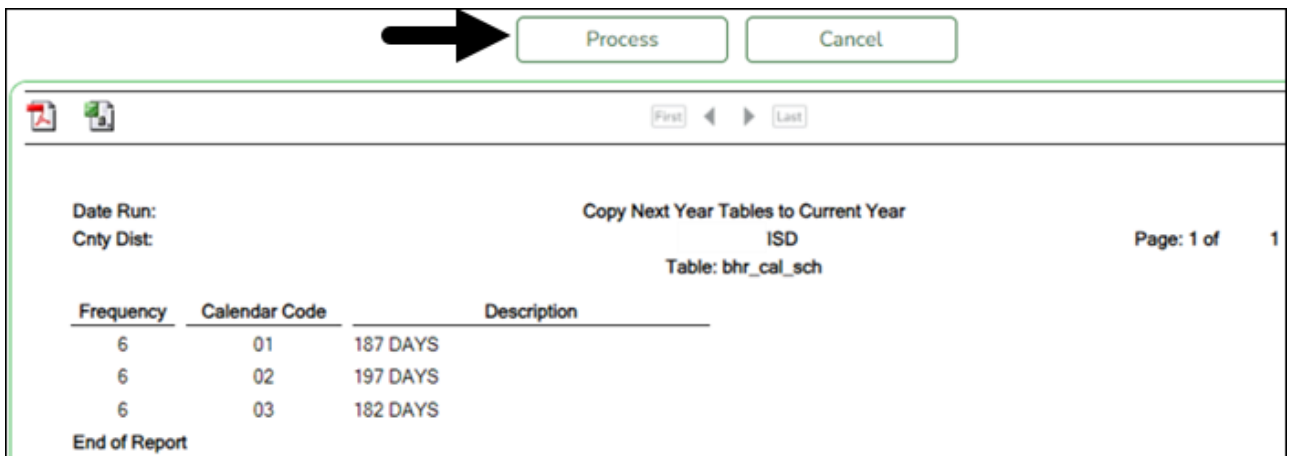 Process Cancel
First Last
Date Run: Copy Next Year Tables to Current Year
Cnty Dist: ISD Page: 1 of 1
Table: bhr_cal_sch
Frequency Calendar Code Description
6 01 187 DAYS
6 02 197 DAYS
6 03 182 DAYS
End of Report